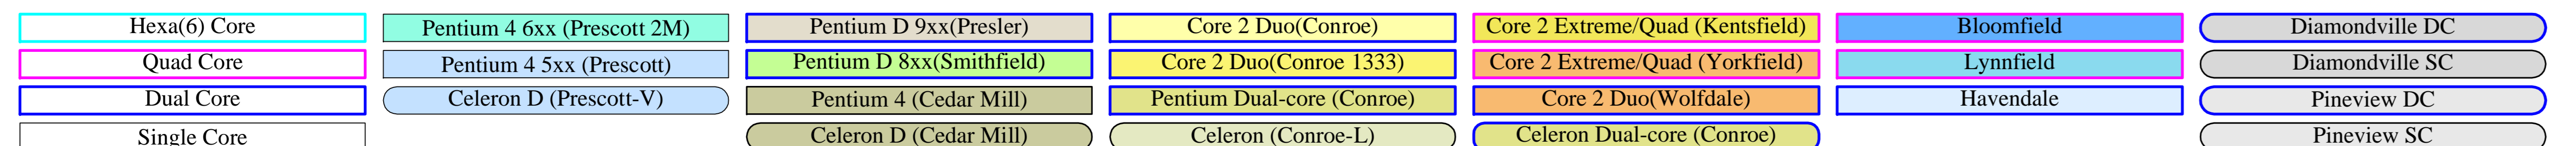 Hexa(6) Core
Quad Core
Dual Core
Single Core
Pentium 4 6xx (Prescott 2M)
Pentium 4 5xx (Prescott)
Celeron D (Prescott-V)
Pentium D 9xx(Presler)
Pentium D 8xx(Smithfield)
Pentium 4 (Cedar Mill)
Celeron D (Cedar Mill)
Core 2 Duo(Conroe)
Core 2 Duo(Conroe 1333)
Pentium Dual-core (Conroe)
Celeron (Conroe-L)
Core 2 Extreme/Quad (Kentsfield)
Core 2 Extreme/Quad (Yorkfield)
Core 2 Duo(Wolfdale)
Celeron Dual-core (Conroe)
Bloomfield
Lynnfield
Havendale
Diamondville DC
Diamondville SC
Pineview DC
Pineview SC